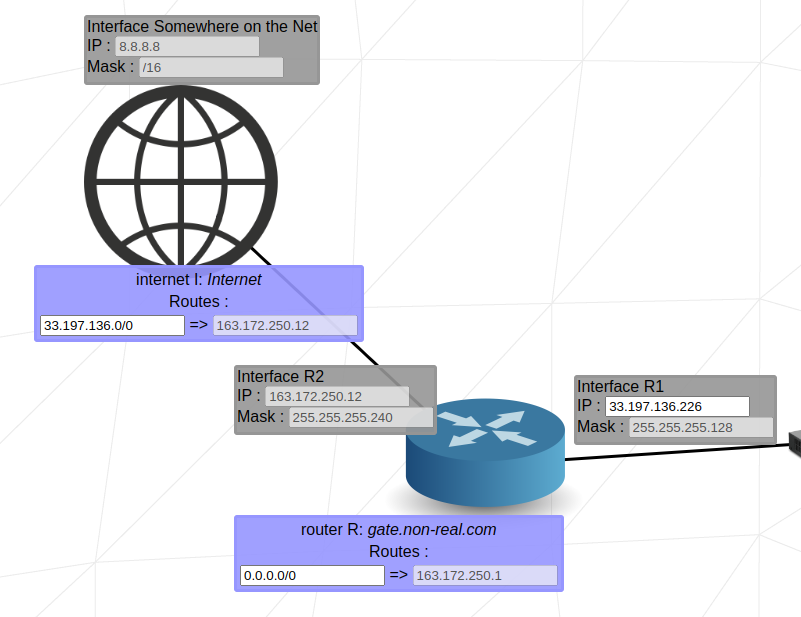 Interface Somewhere on the Net
IP : 8.8.8.8
Mask : /16
internet I: Internet
Routes :
33.197.136.0/0 => 163.172.250.12
Interface R2
IP : 163.172.250.12
Mask : 255.255.255.240
Interface R1
IP : 33.197.136.226
Mask : 255.255.255.128
router R: gate.non-real.com
Routes :
0.0.0.0/0 => 163.172.250.1